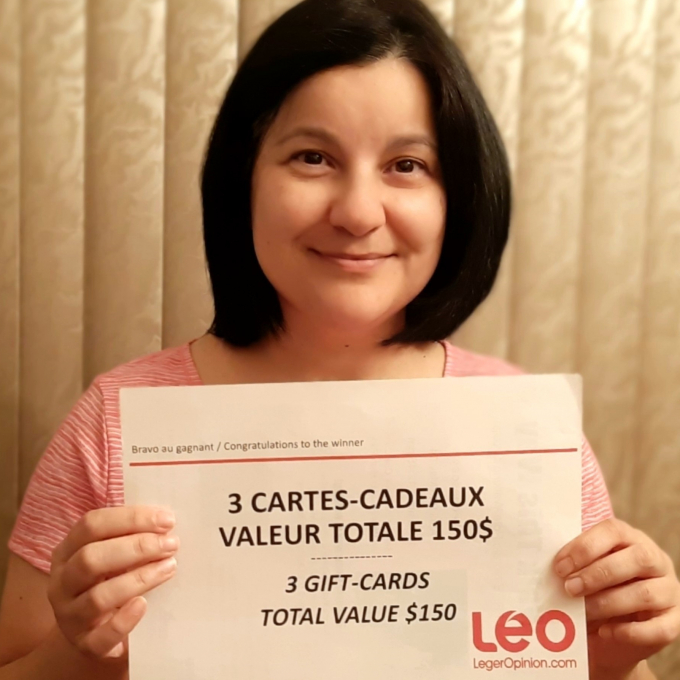 Bravo au gagnant / Congratulations to the winner
3 CARTES-CADEAUX
VALEUR TOTALE 150$
---------------
3 GIFT-CARDS
TOTAL VALUE $150
Léo
LegerOpinion.com